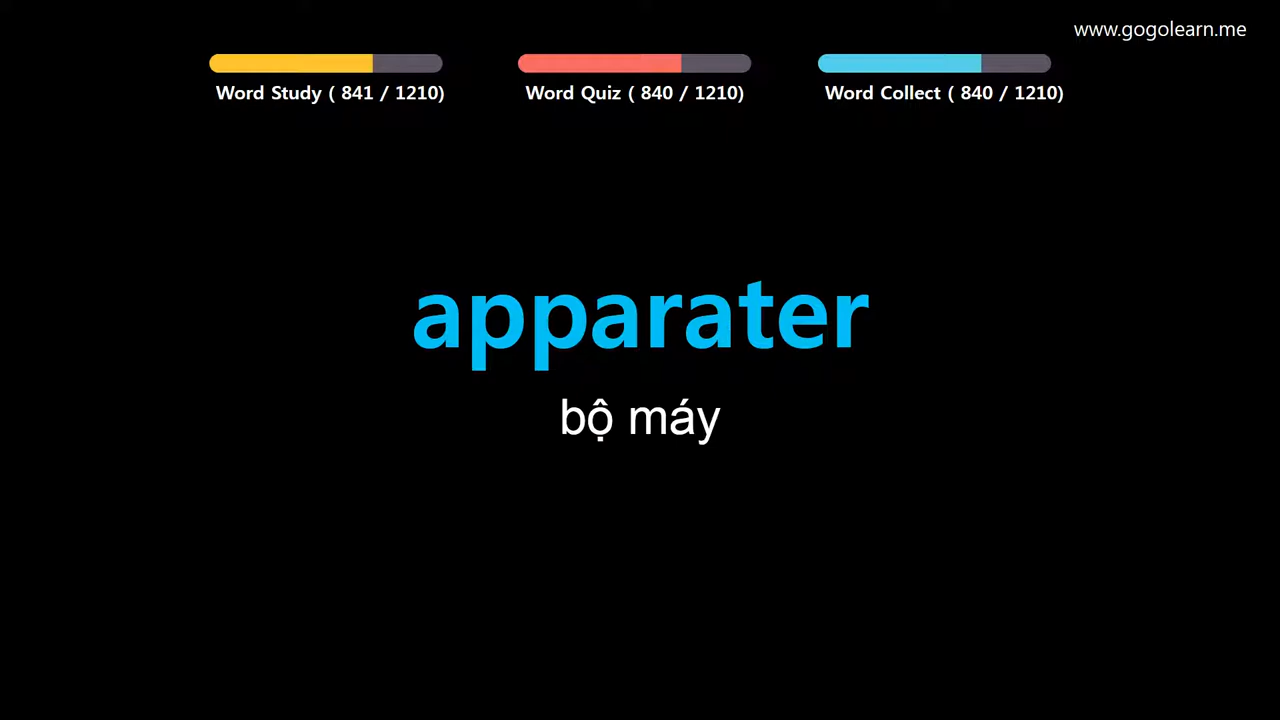 www.gogolearn.me
Word Study ( 841 / 1210)
Word Quiz ( 840 / 1210)
Word Collect ( 840 / 1210)
apparater
bộ máy